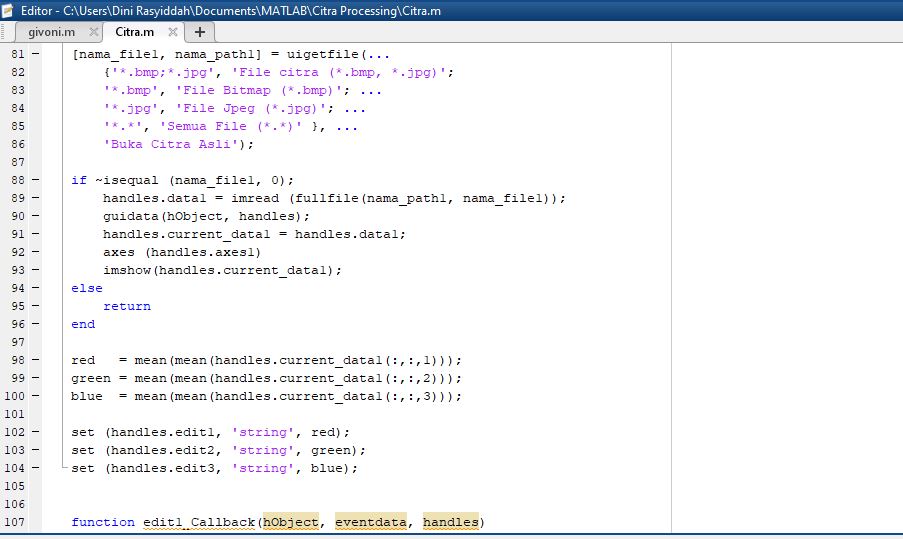 Editor - C:\Users\Dini Rasyiddah\Documents\MATLAB\Citra Processing\Citra.m
givoni.m × Citra.m × +
81 – [nama_file1, nama_path1] = uigetfile(...
82 {'*.bmp;*.jpg', 'File citra (*.bmp, *.jpg)';
83 '*.bmp', 'File Bitmap (*.bmp)'; ...
84 '*.jpg', 'File Jpeg (*.jpg)'; ...
85 '*.*', 'Semua File (*.*)' }, ...
86 'Buka Citra Asli');
87
88 – if ~isequal (nama_file1, 0);
89 – handles.data1 = imread (fullfile(nama_path1, nama_file1));
90 – guidata(hObject, handles);
91 – handles.current_data1 = handles.data1;
92 – axes (handles.axes1)
93 – imshow(handles.current_data1);
94 – else
95 – return
96 – end
97
98 – red = mean(mean(handles.current_data1(:,:,1)));
99 – green = mean(mean(handles.current_data1(:,:,2)));
100 – blue = mean(mean(handles.current_data1(:,:,3)));
101
102 – set (handles.edit1, 'string', red);
103 – set (handles.edit2, 'string', green);
104 – set (handles.edit3, 'string', blue);
105
106
107 function edit1_Callback(hObject, eventdata, handles)